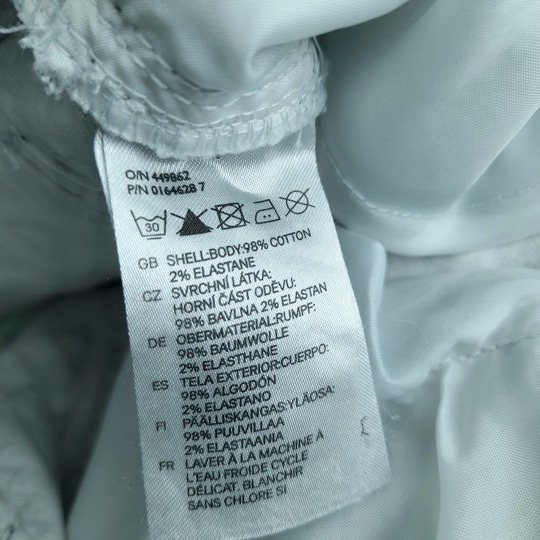 O/N 449862
P/N 0164628 7
30
GB SHELL:BODY:98% COTTON
2% ELASTANE
CZ SVRCHNÍ LÁTKA:
HORNÍ ČÁST ODĚVU:
98% BAVLNA 2% ELASTAN
DE OBERMATERIAL:RUMPF:
98% BAUMWOLLE
2% ELASTHANE
ES TELA EXTERIOR:CUERPO:
98% ALGODÓN
2% ELASTANO
FI PÄÄLLISKANGAS:YLÄOSA:
98% PUUVILLAA
2% ELASTAANIA
FR LAVER À LA MACHINE À
L'EAU FROIDE CYCLE
DÉLICAT. BLANCHIR
SANS CHLORE SI